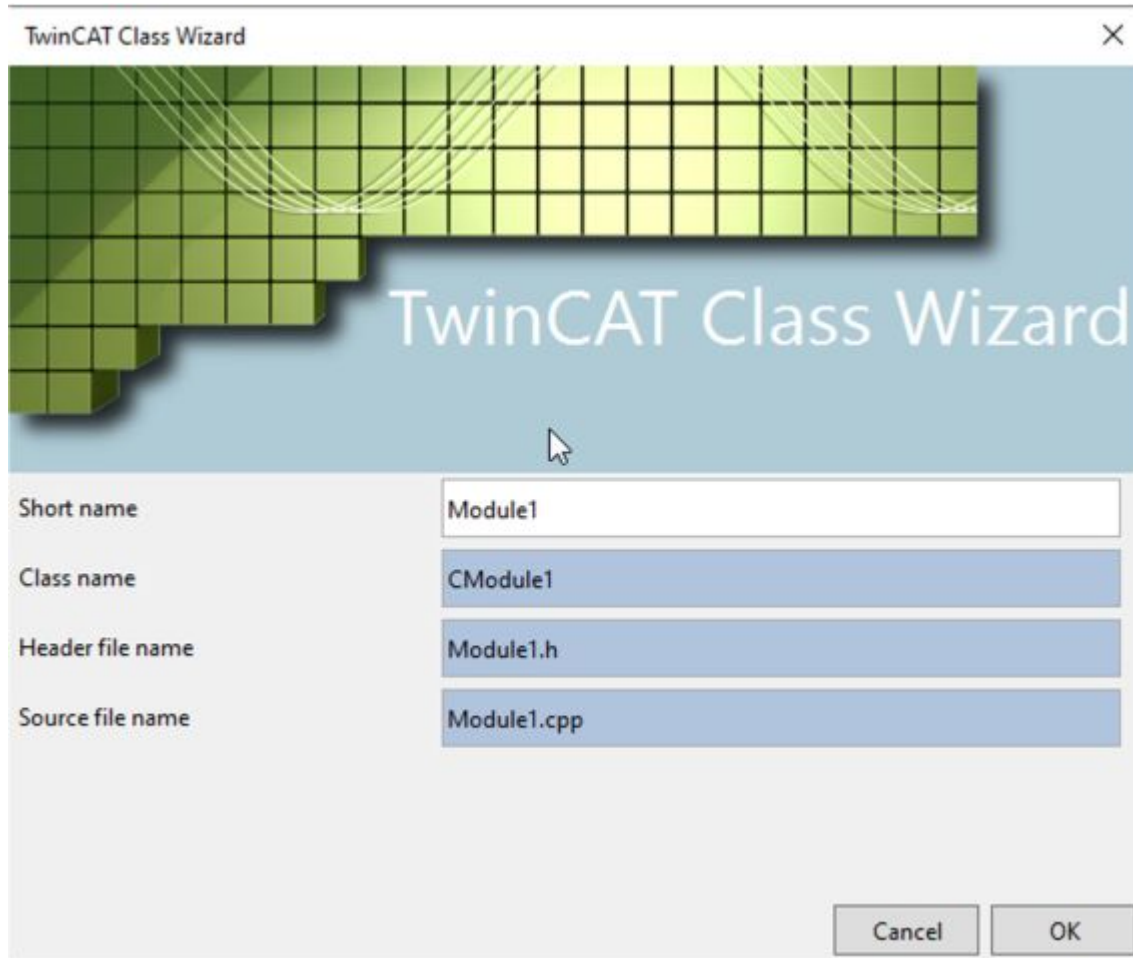 TwinCAT Class Wizard
TwinCAT Class Wizard
Short name Module1
Class name CModule1
Header file name Module1.h
Source file name Module1.cpp
Cancel OK